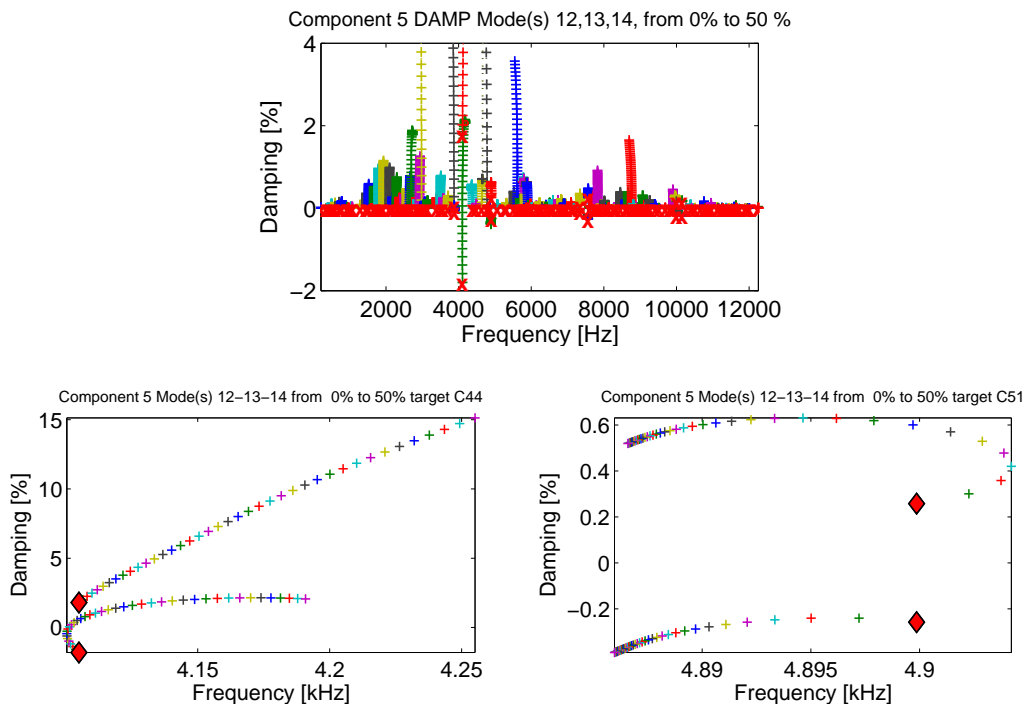 Component 5 DAMP Mode(s) 12,13,14, from 0% to 50 %
4
2
0
−2
Damping [%]
2000 4000 6000 8000 10000 12000
Frequency [Hz]
Component 5 Mode(s) 12−13−14 from 0% to 50% target C44
15
10
5
0
Damping [%]
4.15 4.2 4.25
Frequency [kHz]
Component 5 Mode(s) 12−13−14 from 0% to 50% target C51
0.6
0.4
0.2
0
−0.2
Damping [%]
4.89 4.895 4.9
Frequency [kHz]